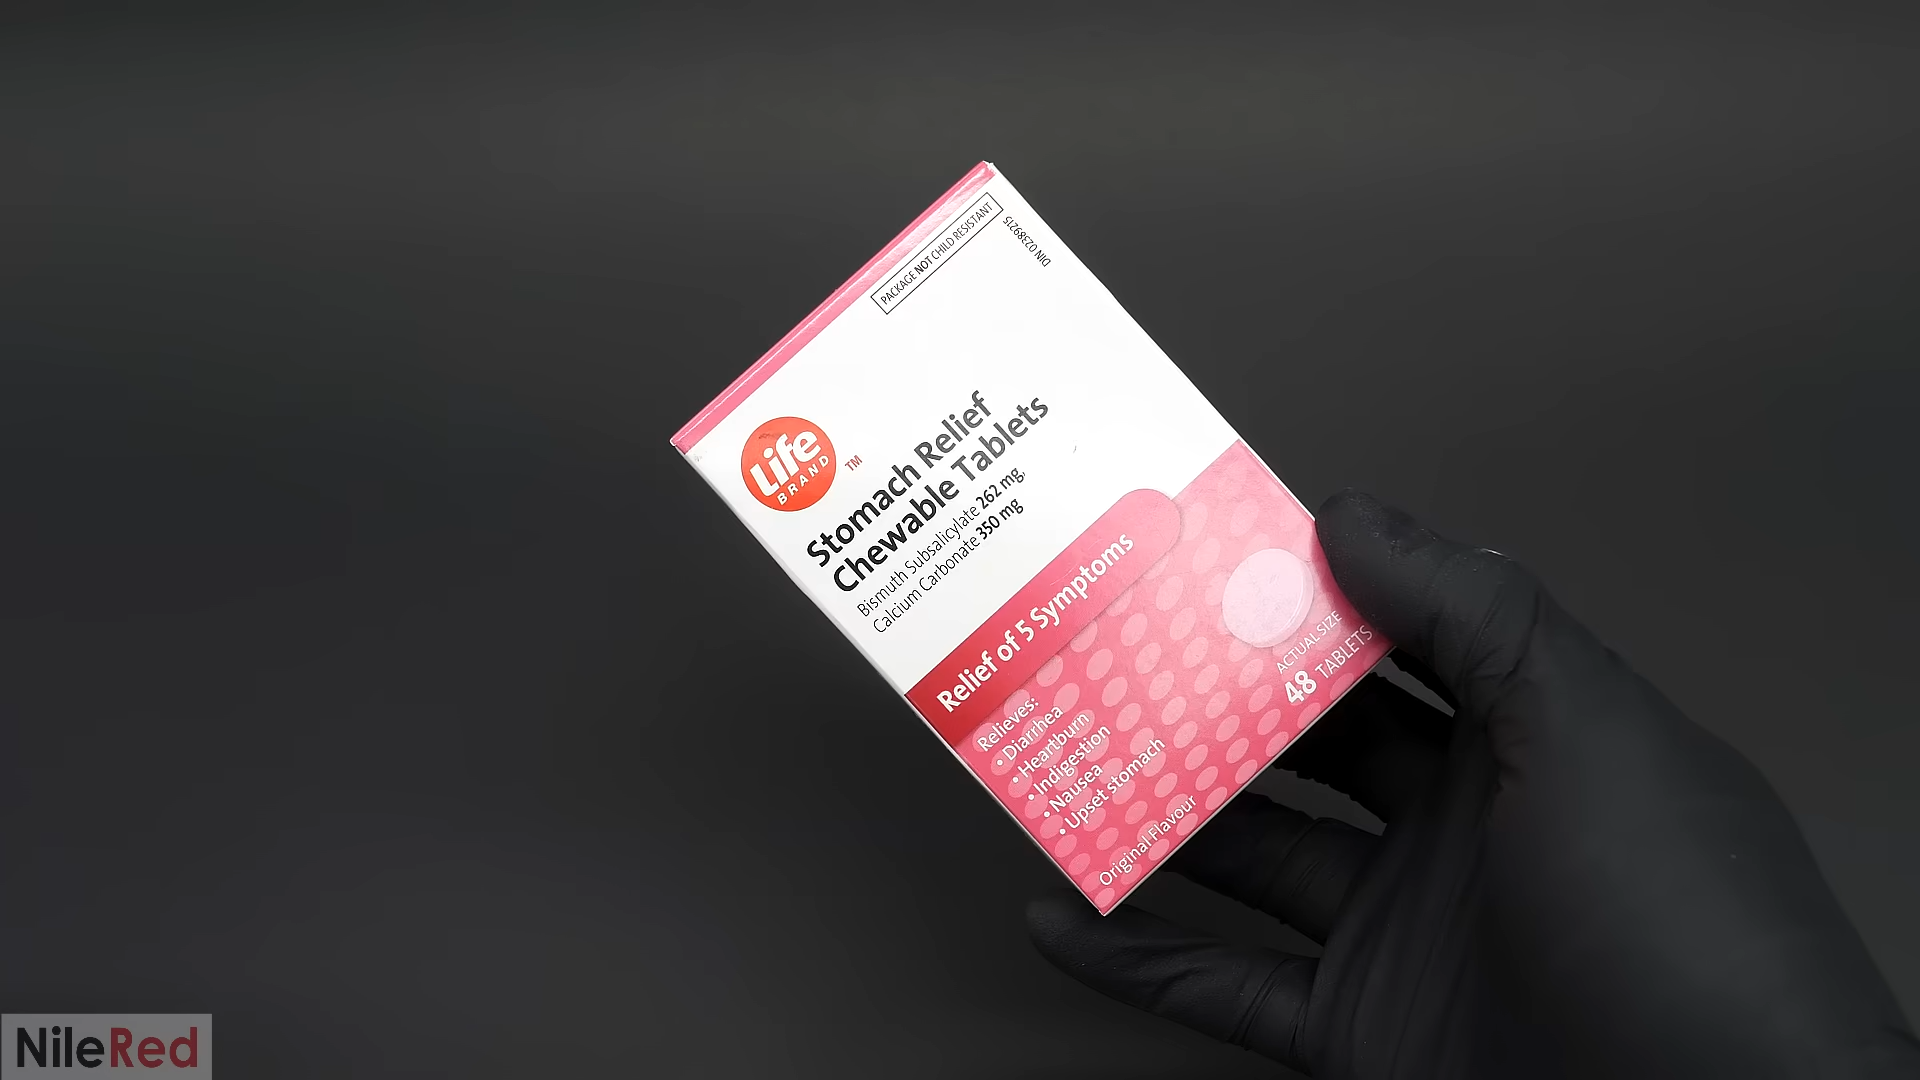 PACKAGE NOT CHILD RESISTANT
DIN 02389215
Life
BRAND
TM
Stomach Relief
Chewable Tablets
Bismuth Subsalicylate 262 mg,
Calcium Carbonate 350 mg
Relief of 5 Symptoms
Relieves:
• Diarrhea
• Heartburn
• Indigestion
• Nausea
• Upset stomach
ACTUAL SIZE
48 TABLETS
Original Flavour
NileRed